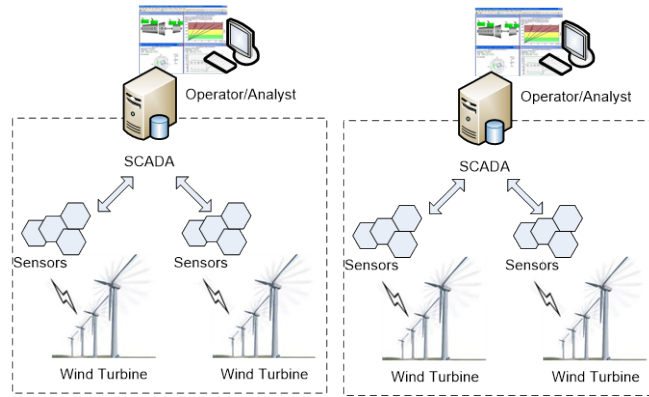 Operator/Analyst
SCADA
Sensors
Sensors
Wind Turbine
Wind Turbine
Operator/Analyst
SCADA
Sensors
Sensors
Wind Turbine
Wind Turbine